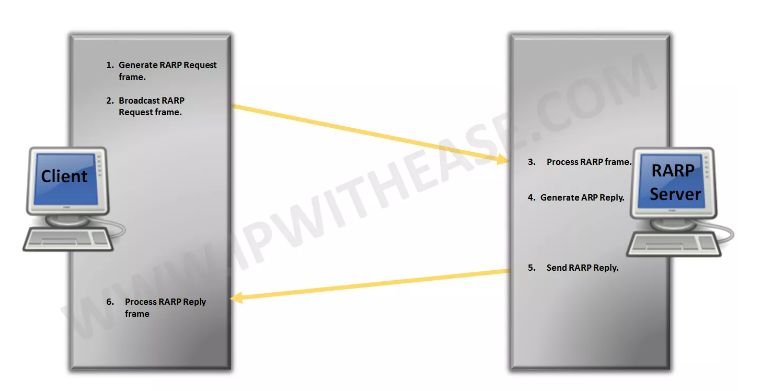 1. Generate RARP Request
frame.
2. Broadcast RARP
Request frame.
Client
3. Process RARP frame.
4. Generate ARP Reply.
RARP
Server
5. Send RARP Reply.
6. Process RARP Reply
frame
WWW.IPWITHEASE.COM